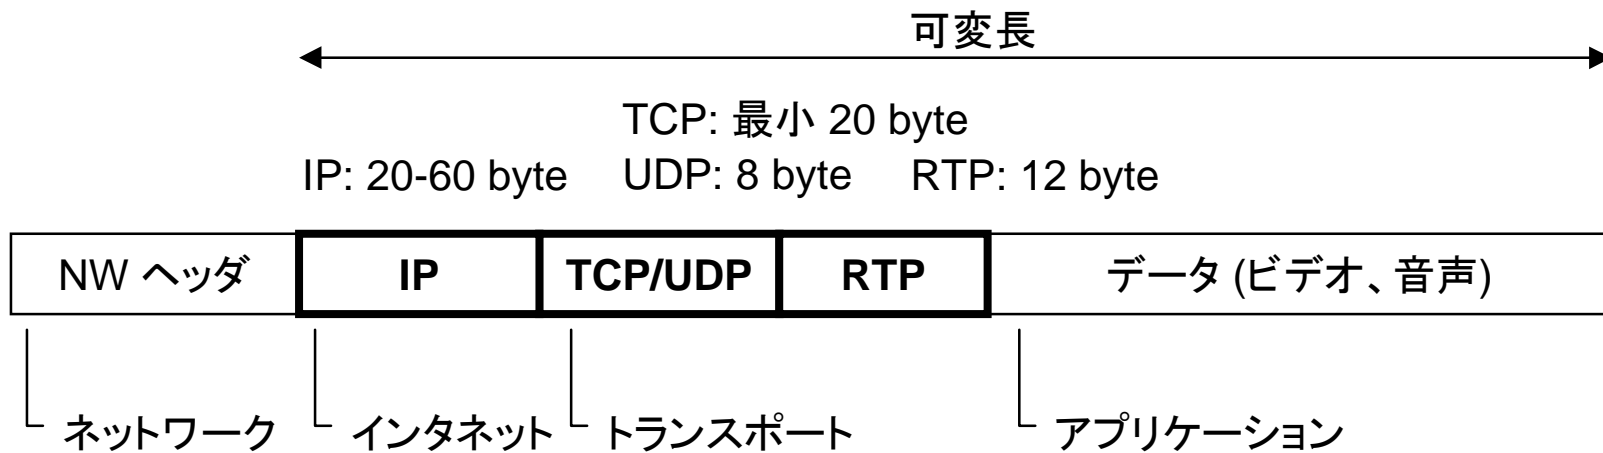 可変長
TCP: 最小 20 byte
IP: 20-60 byte UDP: 8 byte RTP: 12 byte
NW ヘッダ IP TCP/UDP RTP データ (ビデオ、音声)
ネットワーク インタネット トランスポート アプリケーション